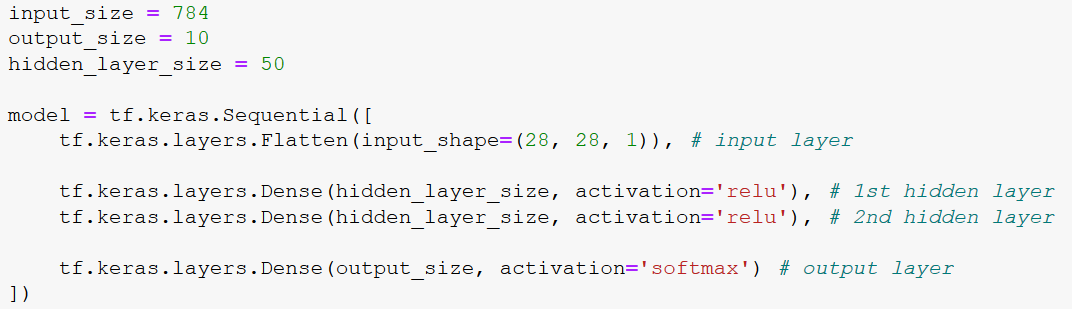 input_size = 784
output_size = 10
hidden_layer_size = 50
model = tf.keras.Sequential([
    tf.keras.layers.Flatten(input_shape=(28, 28, 1)), # input layer
    tf.keras.layers.Dense(hidden_layer_size, activation='relu'), # 1st hidden layer
    tf.keras.layers.Dense(hidden_layer_size, activation='relu'), # 2nd hidden layer
    tf.keras.layers.Dense(output_size, activation='softmax') # output layer
])